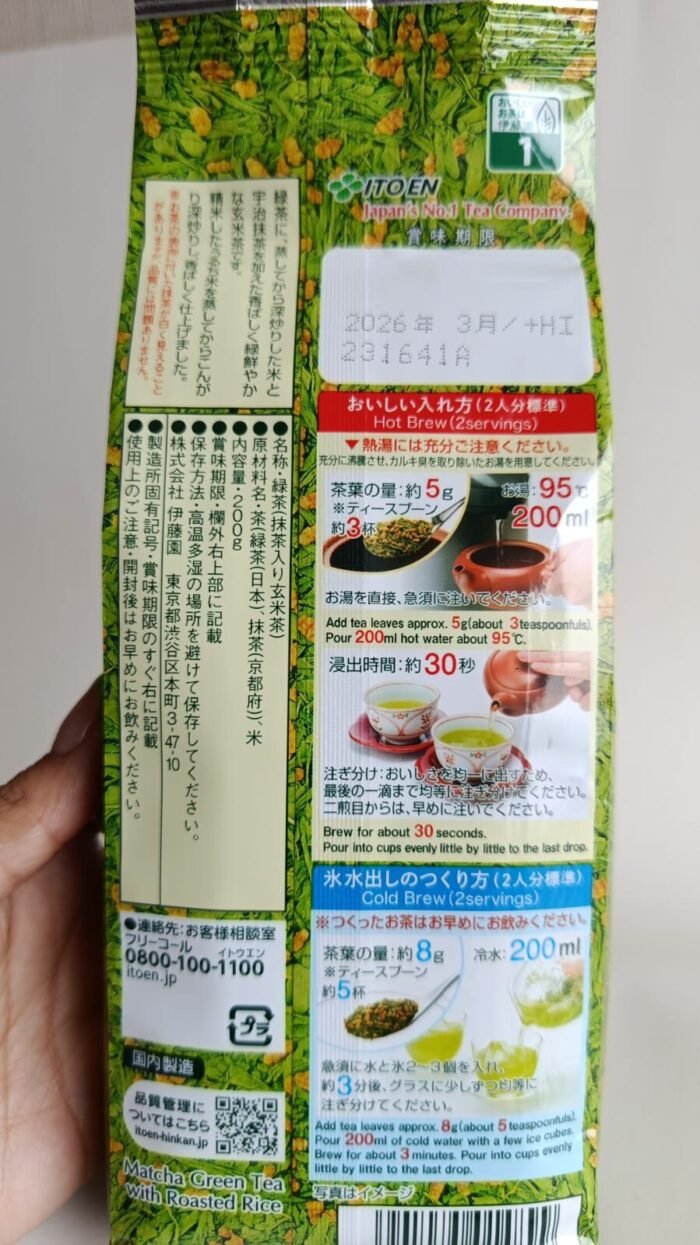 おいしい
お茶は
伊藤園
1
ITOEN
Japan's No.1 Tea Company.
賞味期限
2026年 3月/+HI
231641A
緑茶に、蒸してから深炒りした米と
宇治抹茶を加えた香ばしく緑鮮やか
な玄米茶です。
精米したうるち米を蒸してからこんが
り深炒りし、香ばしく仕上げました。
※お茶の表面に付いた抹茶が白く見えること
がありますが、品質には問題ありません。
●名称・緑茶(抹茶入り玄米茶)
●原材料名・茶(緑茶(日本)、抹茶(京都府))、米
●内容量・200g
●賞味期限・欄外右上部に記載
●保存方法・高温多湿の場所を避けて保存してください。
●株式会社 伊藤園 東京都渋谷区本町3-47-10
●製造所固有記号・賞味期限のすぐ右に記載
●使用上のご注意・開封後はお早めにお飲みください。
●連絡先:お客様相談室
フリーコール イトウエン
0800-100-1100
itoen.jp
プラ
国内製造
品質管理に
ついてはこちら
itoen-hinkan.jp
Matcha Green Tea
with Roasted Rice
おいしい入れ方(2人分標準)
Hot Brew(2servings)
▼熱湯には充分ご注意ください。
充分に沸騰させ、カルキ臭を取り除いたお湯を用意してください。
茶葉の量:約5g
※ティースプーン
約3杯
お湯:95℃
200ml
お湯を直接、急須に注いでください。
Add tea leaves approx. 5g(about 3teaspoonfuls).
Pour 200ml hot water about 95℃.
浸出時間:約30秒
注ぎ分け:おいしさを均一に出すため、
最後の一滴まで均等に注ぎ分けてください。
二煎目からは、早めに注いでください。
Brew for about 30 seconds.
Pour into cups evenly little by little to the last drop.
氷水出しのつくり方(2人分標準)
Cold Brew(2servings)
※つくったお茶はお早めにお飲みください。
茶葉の量:約8g
※ティースプーン
約5杯
冷水:200ml
急須に水と氷2～3個を入れ、
約3分後、グラスに少しずつ均等に
注ぎ分けてください。
Add tea leaves approx. 8g(about 5 teaspoonfuls).
Pour 200ml of cold water with a few ice cubes.
Brew for about 3 minutes. Pour into cups evenly
little by little to the last drop.
写真はイメージ